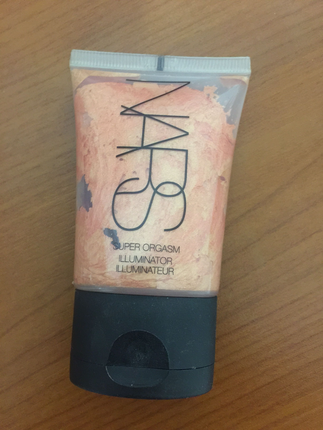 NARS
SUPER ORGASM
ILLUMINATOR
ILLUMINATEUR